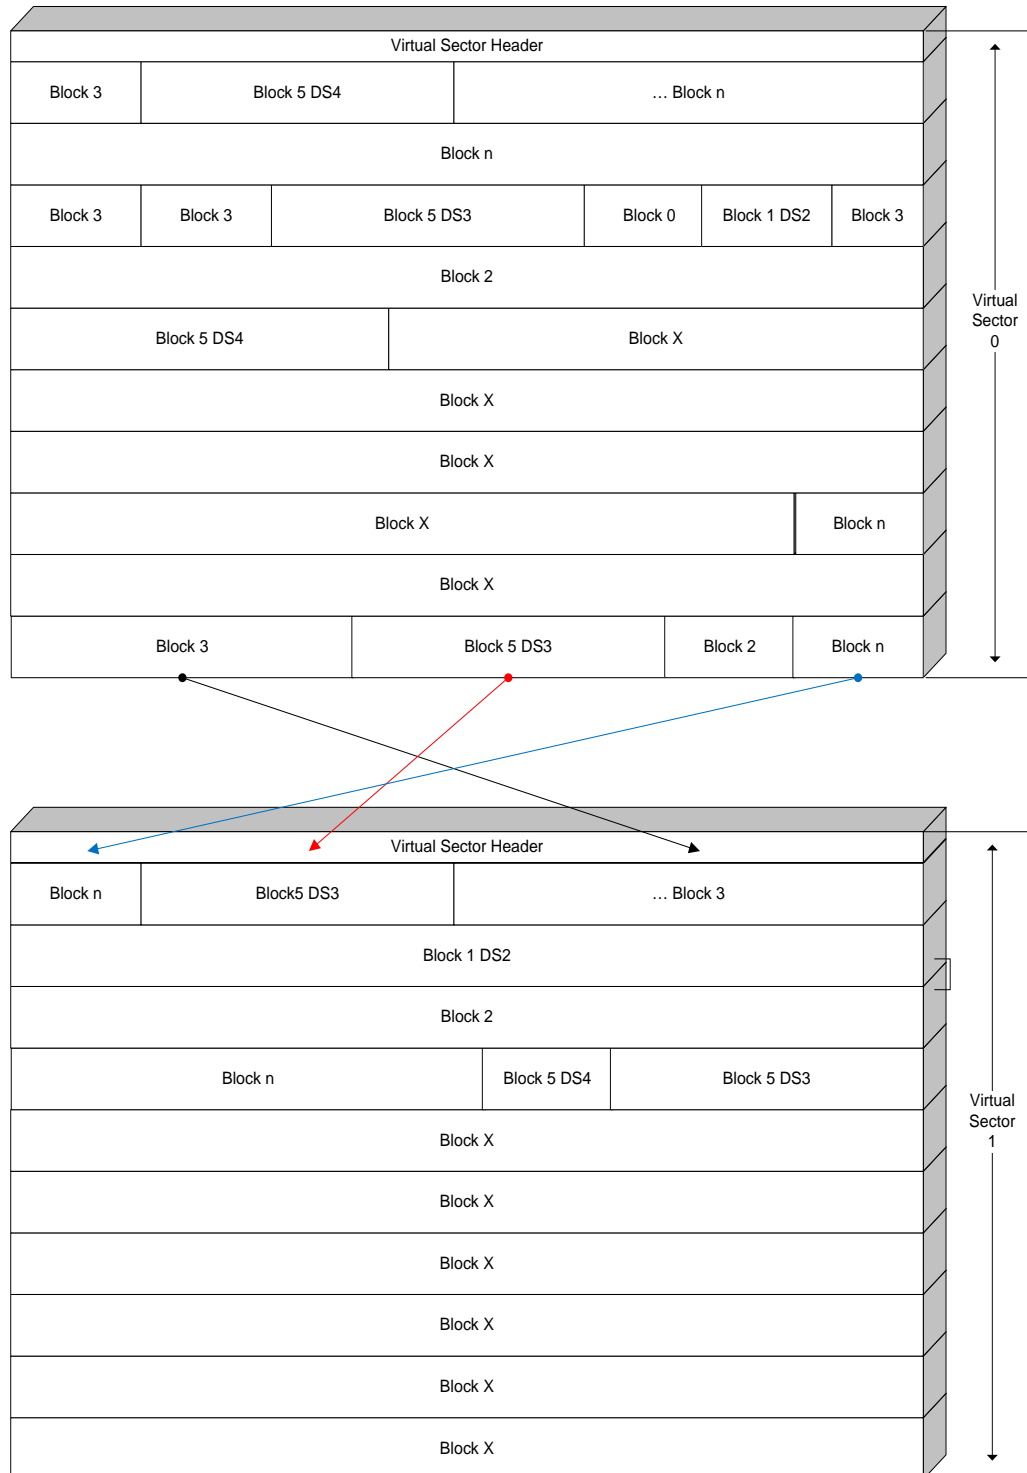 Virtual Sector Header
Block 3 Block 5 DS4 ... Block n
Block n
Block 3 Block 3 Block 5 DS3 Block 0 Block 1 DS2 Block 3
Block 2
Virtual
Sector
0
Block 5 DS4 Block X
Block X
Block X
Block X Block n
Block X
Block 3 Block 5 DS3 Block 2 Block n
Virtual Sector Header
Block n Block5 DS3 ... Block 3
Block 1 DS2
Block 2
Block n Block 5 DS4 Block 5 DS3
Virtual
Sector
1
Block X
Block X
Block X
Block X
Block X
Block X